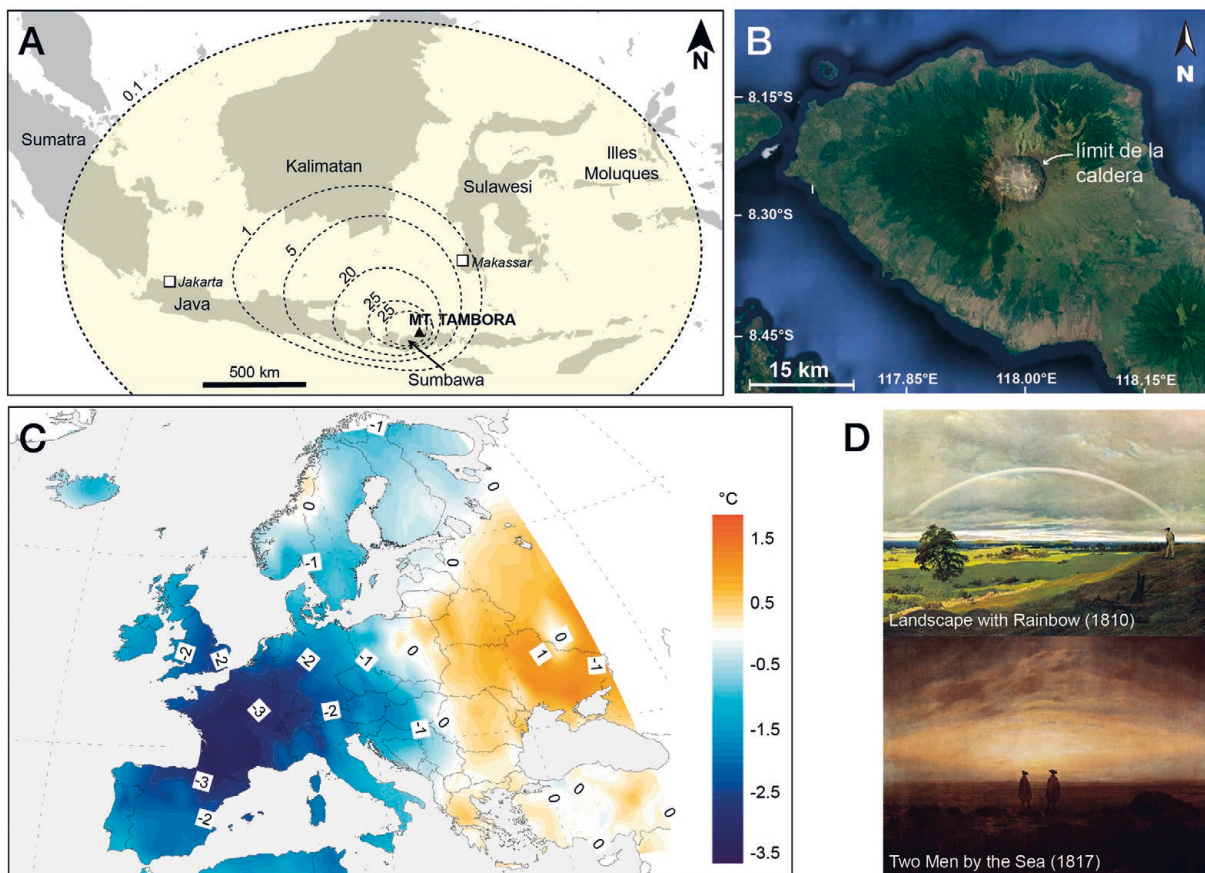 A
N
0.1
Sumatra
Kalimatan
Illes
Moluques
Sulawesi
1
5
20
25
25
Makassar
Jakarta
Java
MT. TAMBORA
500 km
Sumbawa
B
N
8.15°S
8.30°S
8.45°S
límit de la
caldera
15 km
117.85°E
118.00°E
118.15°E
C
-1
0
0
-1
0
0
-2
-2
-2
-1
0
1
-1
-3
-2
-1
0
-3
-2
0
0
0
0
0
°C
1.5
0.5
-0.5
-1.5
-2.5
-3.5
D
Landscape with Rainbow (1810)
Two Men by the Sea (1817)